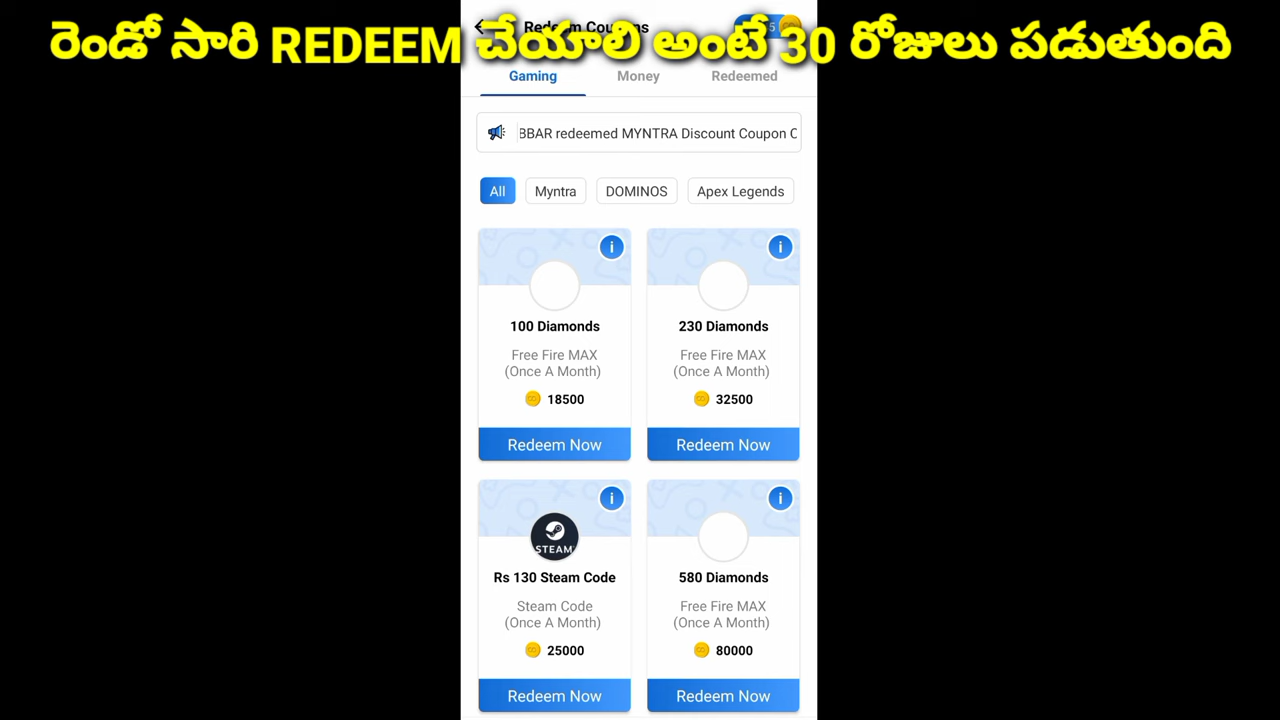 రెండో సారి REDEEM చేయాలి అంటే 30 రోజులు పడుతుంది
Redeem Coupons
Gaming Money Redeemed
BBAR redeemed MYNTRA Discount Coupon C
All Myntra DOMINOS Apex Legends
100 Diamonds 230 Diamonds
Free Fire MAX Free Fire MAX
(Once A Month) (Once A Month)
18500 32500
Redeem Now Redeem Now
STEAM
Rs 130 Steam Code 580 Diamonds
Steam Code Free Fire MAX
(Once A Month) (Once A Month)
25000 80000
Redeem Now Redeem Now